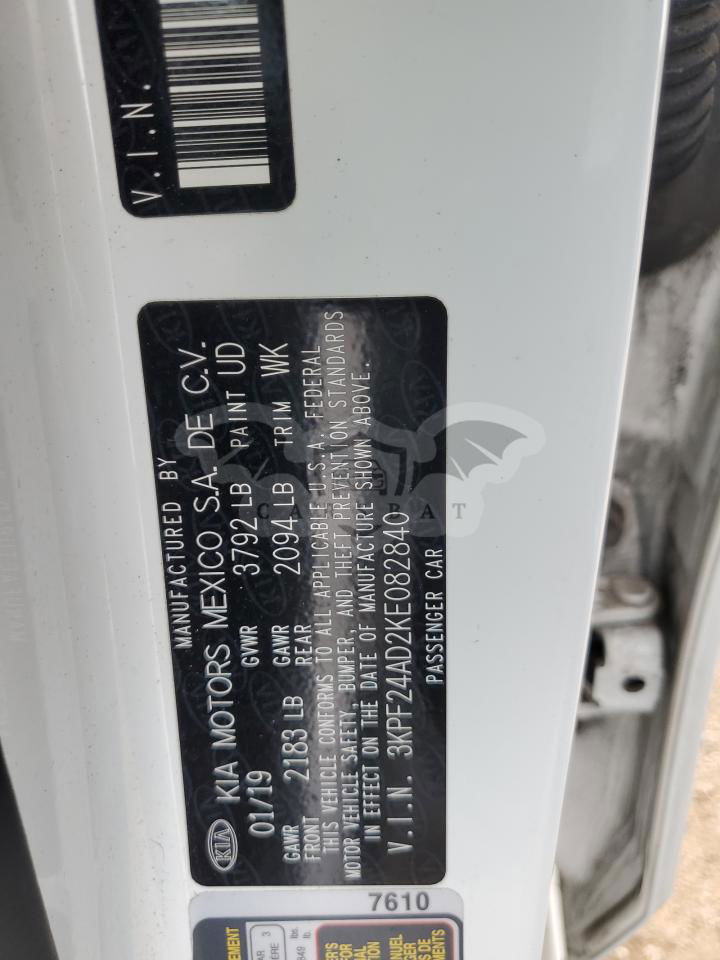 V.I.N.
MANUFACTURED BY
KIA KIA MOTORS MEXICO S.A. DE C.V.
01/19 GVWR 3792 LB PAINT UD
GAWR FRONT 2183 LB GAWR REAR 2094 LB TRIM WK
THIS VEHICLE CONFORMS TO ALL APPLICABLE U.S.A. FEDERAL
MOTOR VEHICLE SAFETY, BUMPER, AND THEFT PREVENTION STANDARDS
IN EFFECT ON THE DATE OF MANUFACTURE SHOWN ABOVE.
V.I.N. 3KPF24AD2KE082840
PASSENGER CAR
7610